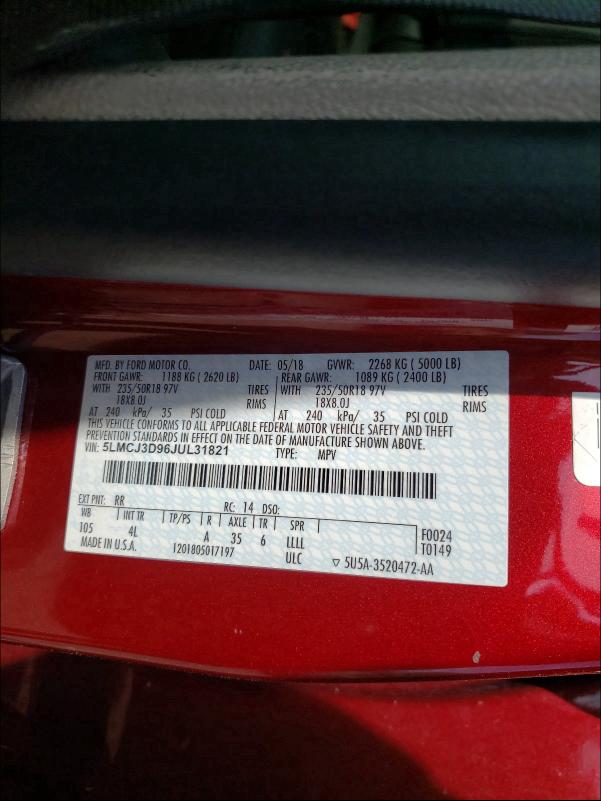 MFD. BY FORD MOTOR CO. DATE: 05/18 GVWR: 2268 KG ( 5000 LB)
FRONT GAWR: 1188 KG ( 2620 LB) REAR GAWR: 1089 KG ( 2400 LB)
WITH 235/50R18 97V TIRES WITH 235/50R18 97V TIRES
18X8.0J RIMS 18X8.0J RIMS
AT 240 kPa/ 35 PSI COLD AT 240 kPa/ 35 PSI COLD
THIS VEHICLE CONFORMS TO ALL APPLICABLE FEDERAL MOTOR VEHICLE SAFETY AND THEFT
PREVENTION STANDARDS IN EFFECT ON THE DATE OF MANUFACTURE SHOWN ABOVE.
VIN: 5LMCJ3D96JUL31821 TYPE: MPV
EXT PNT: RR RC: 14 DSO:
WB INT TR TP/PS R AXLE TR SPR F0024
105 4L A 35 6 LLLL T0149
MADE IN U.S.A. 1201805017197 ULC ▽ 5U5A-3520472-AA